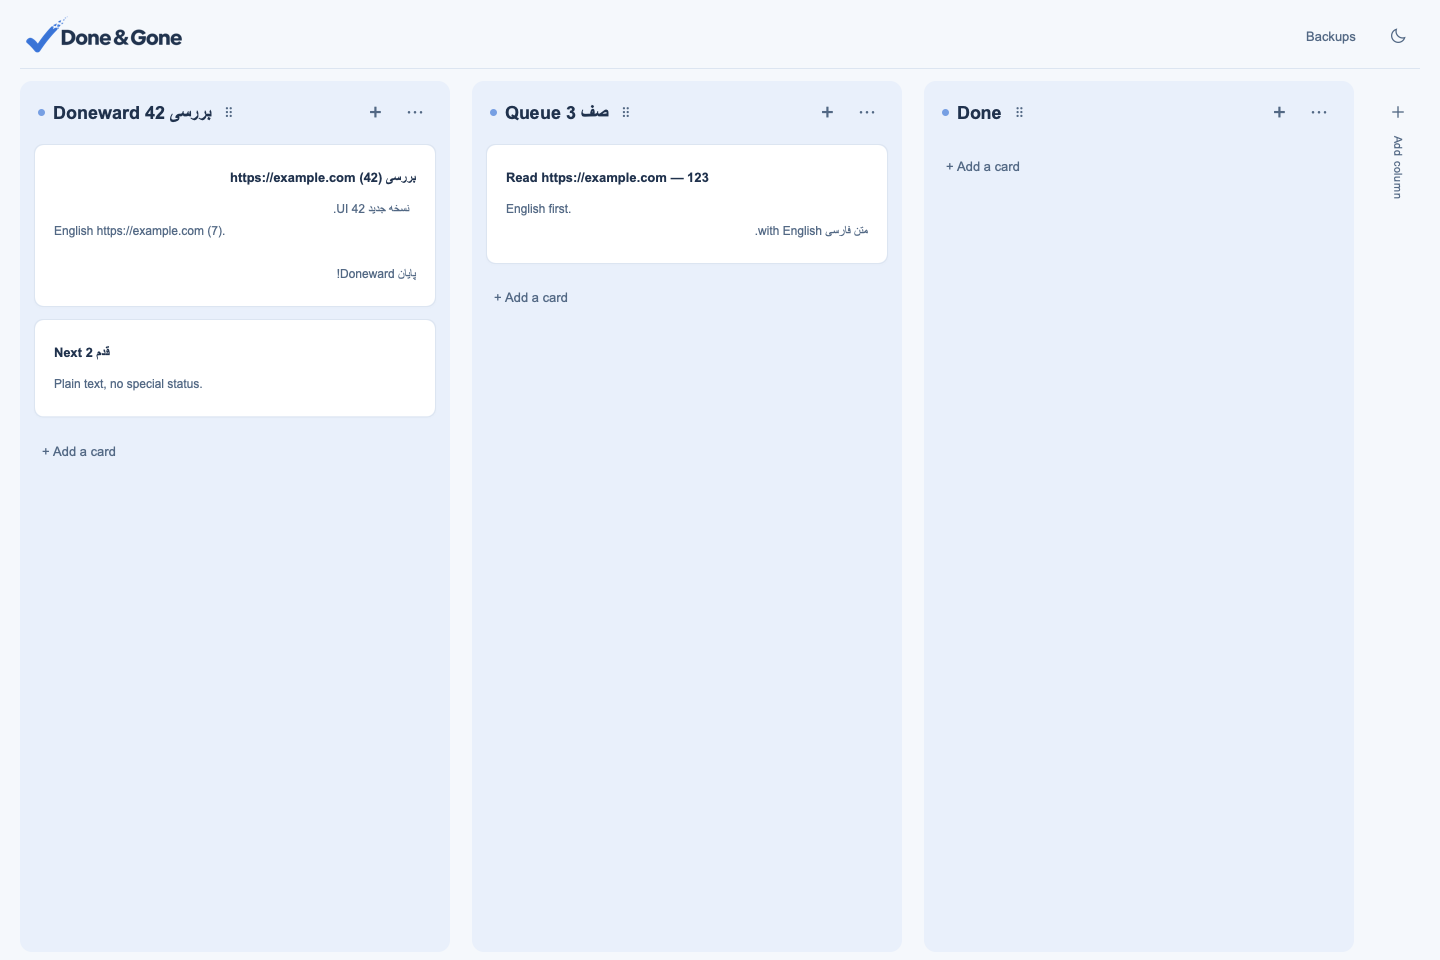 Done&Gone
Backups
Doneward 42 بررسی
بررسی (42) https://example.com
نسخه جدید UI 42.
English https://example.com (7).
پایان Doneward!
Next 2 قدم
Plain text, no special status.
+ Add a card
Queue 3 صف
Read https://example.com — 123
English first.
متن فارسی with English.
+ Add a card
Done
+ Add a card
Add column